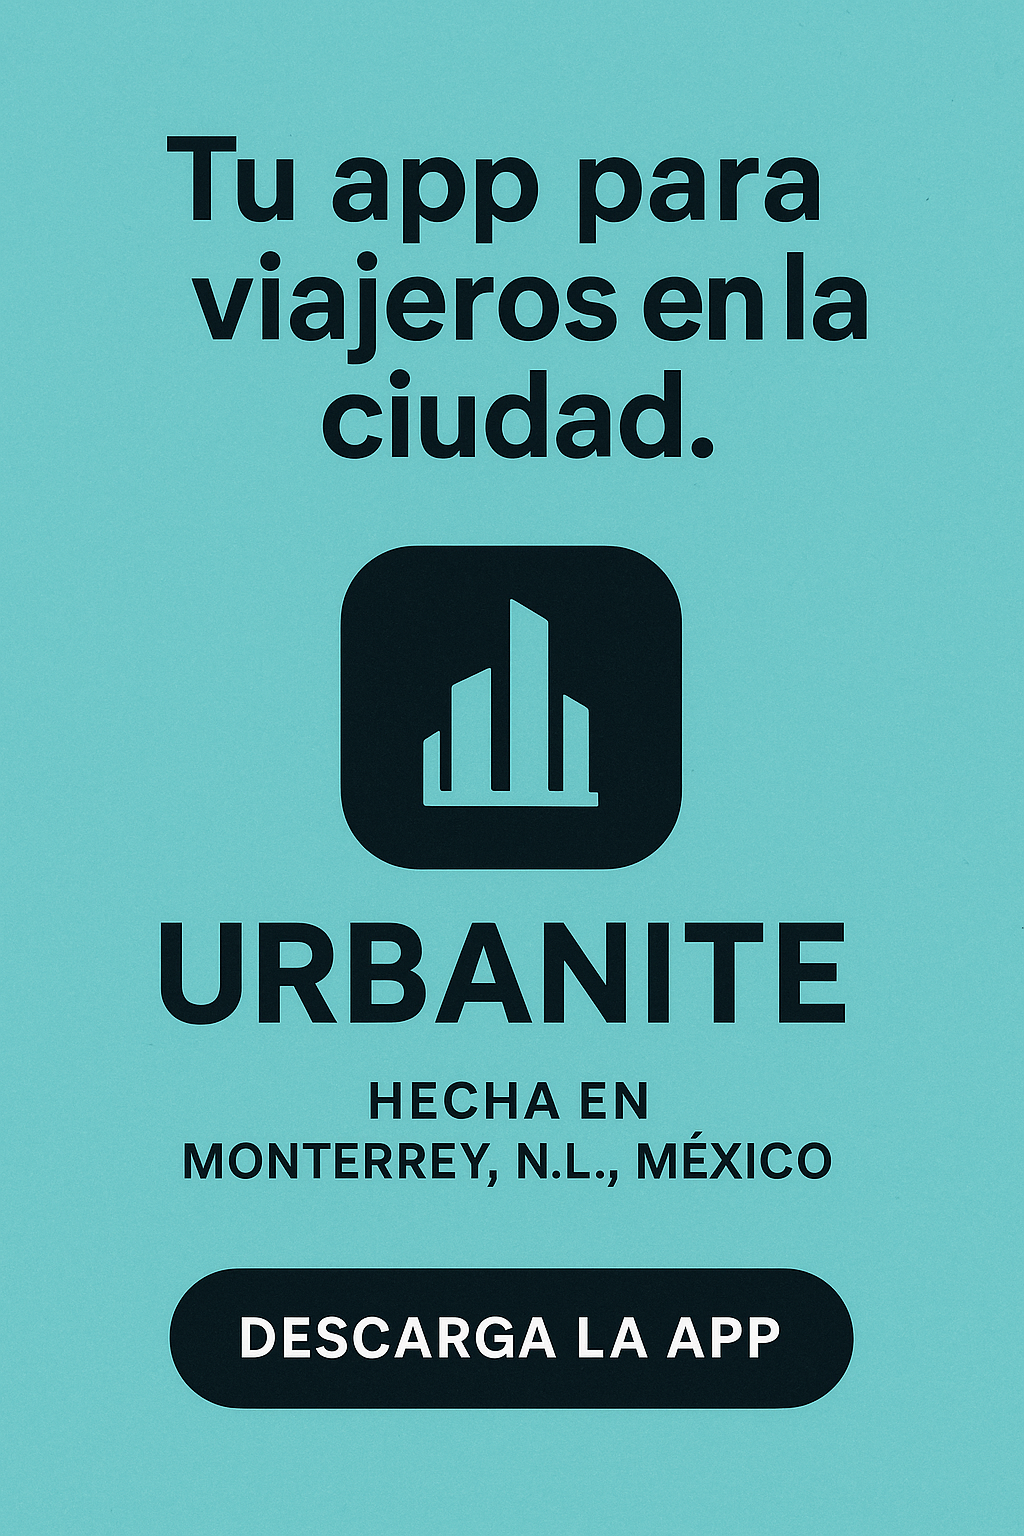 Tu app para
viajeros en la
ciudad.
URBANITE
HECHA EN
MONTERREY, N.L., MÉXICO
DESCARGA LA APP